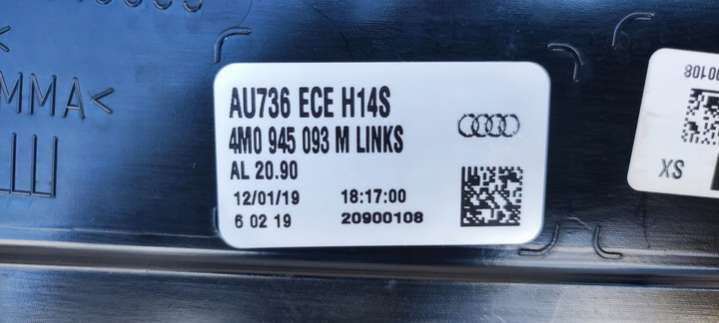 AU736 ECE H14S
4M0 945 093 M LINKS
AL 20.90
12/01/19 18:17:00
6 02 19 20900108
MMA<
XS